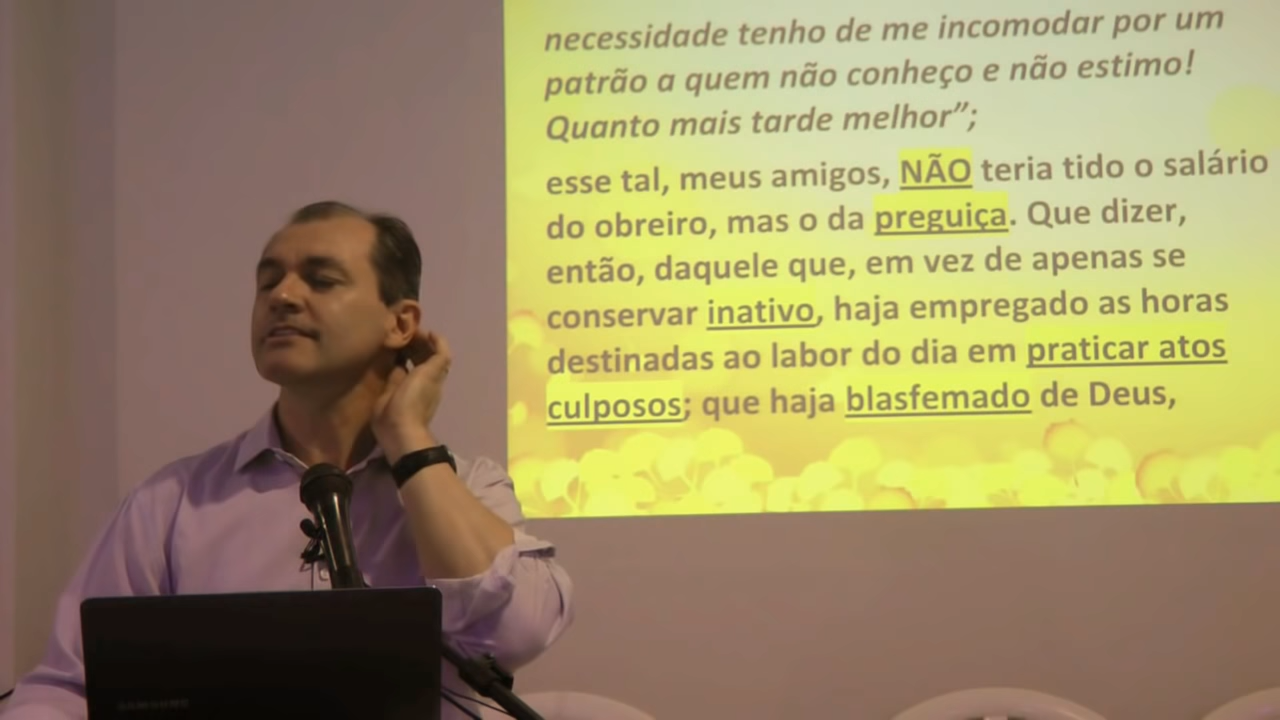 necessidade tenho de me incomodar por um
patrão a quem não conheço e não estimo!
Quanto mais tarde melhor”;
esse tal, meus amigos, NÃO teria tido o salário
do obreiro, mas o da preguiça. Que dizer,
então, daquele que, em vez de apenas se
conservar inativo, haja empregado as horas
destinadas ao labor do dia em praticar atos
culposos; que haja blasfemado de Deus,
SAMSUNG